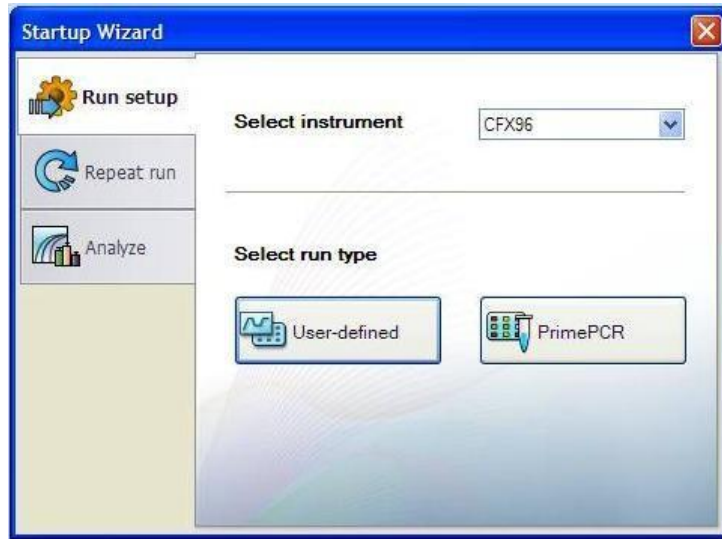 Startup Wizard
Run setup
Repeat run
Analyze
Select instrument
CFX96
Select run type
User-defined
PrimePCR